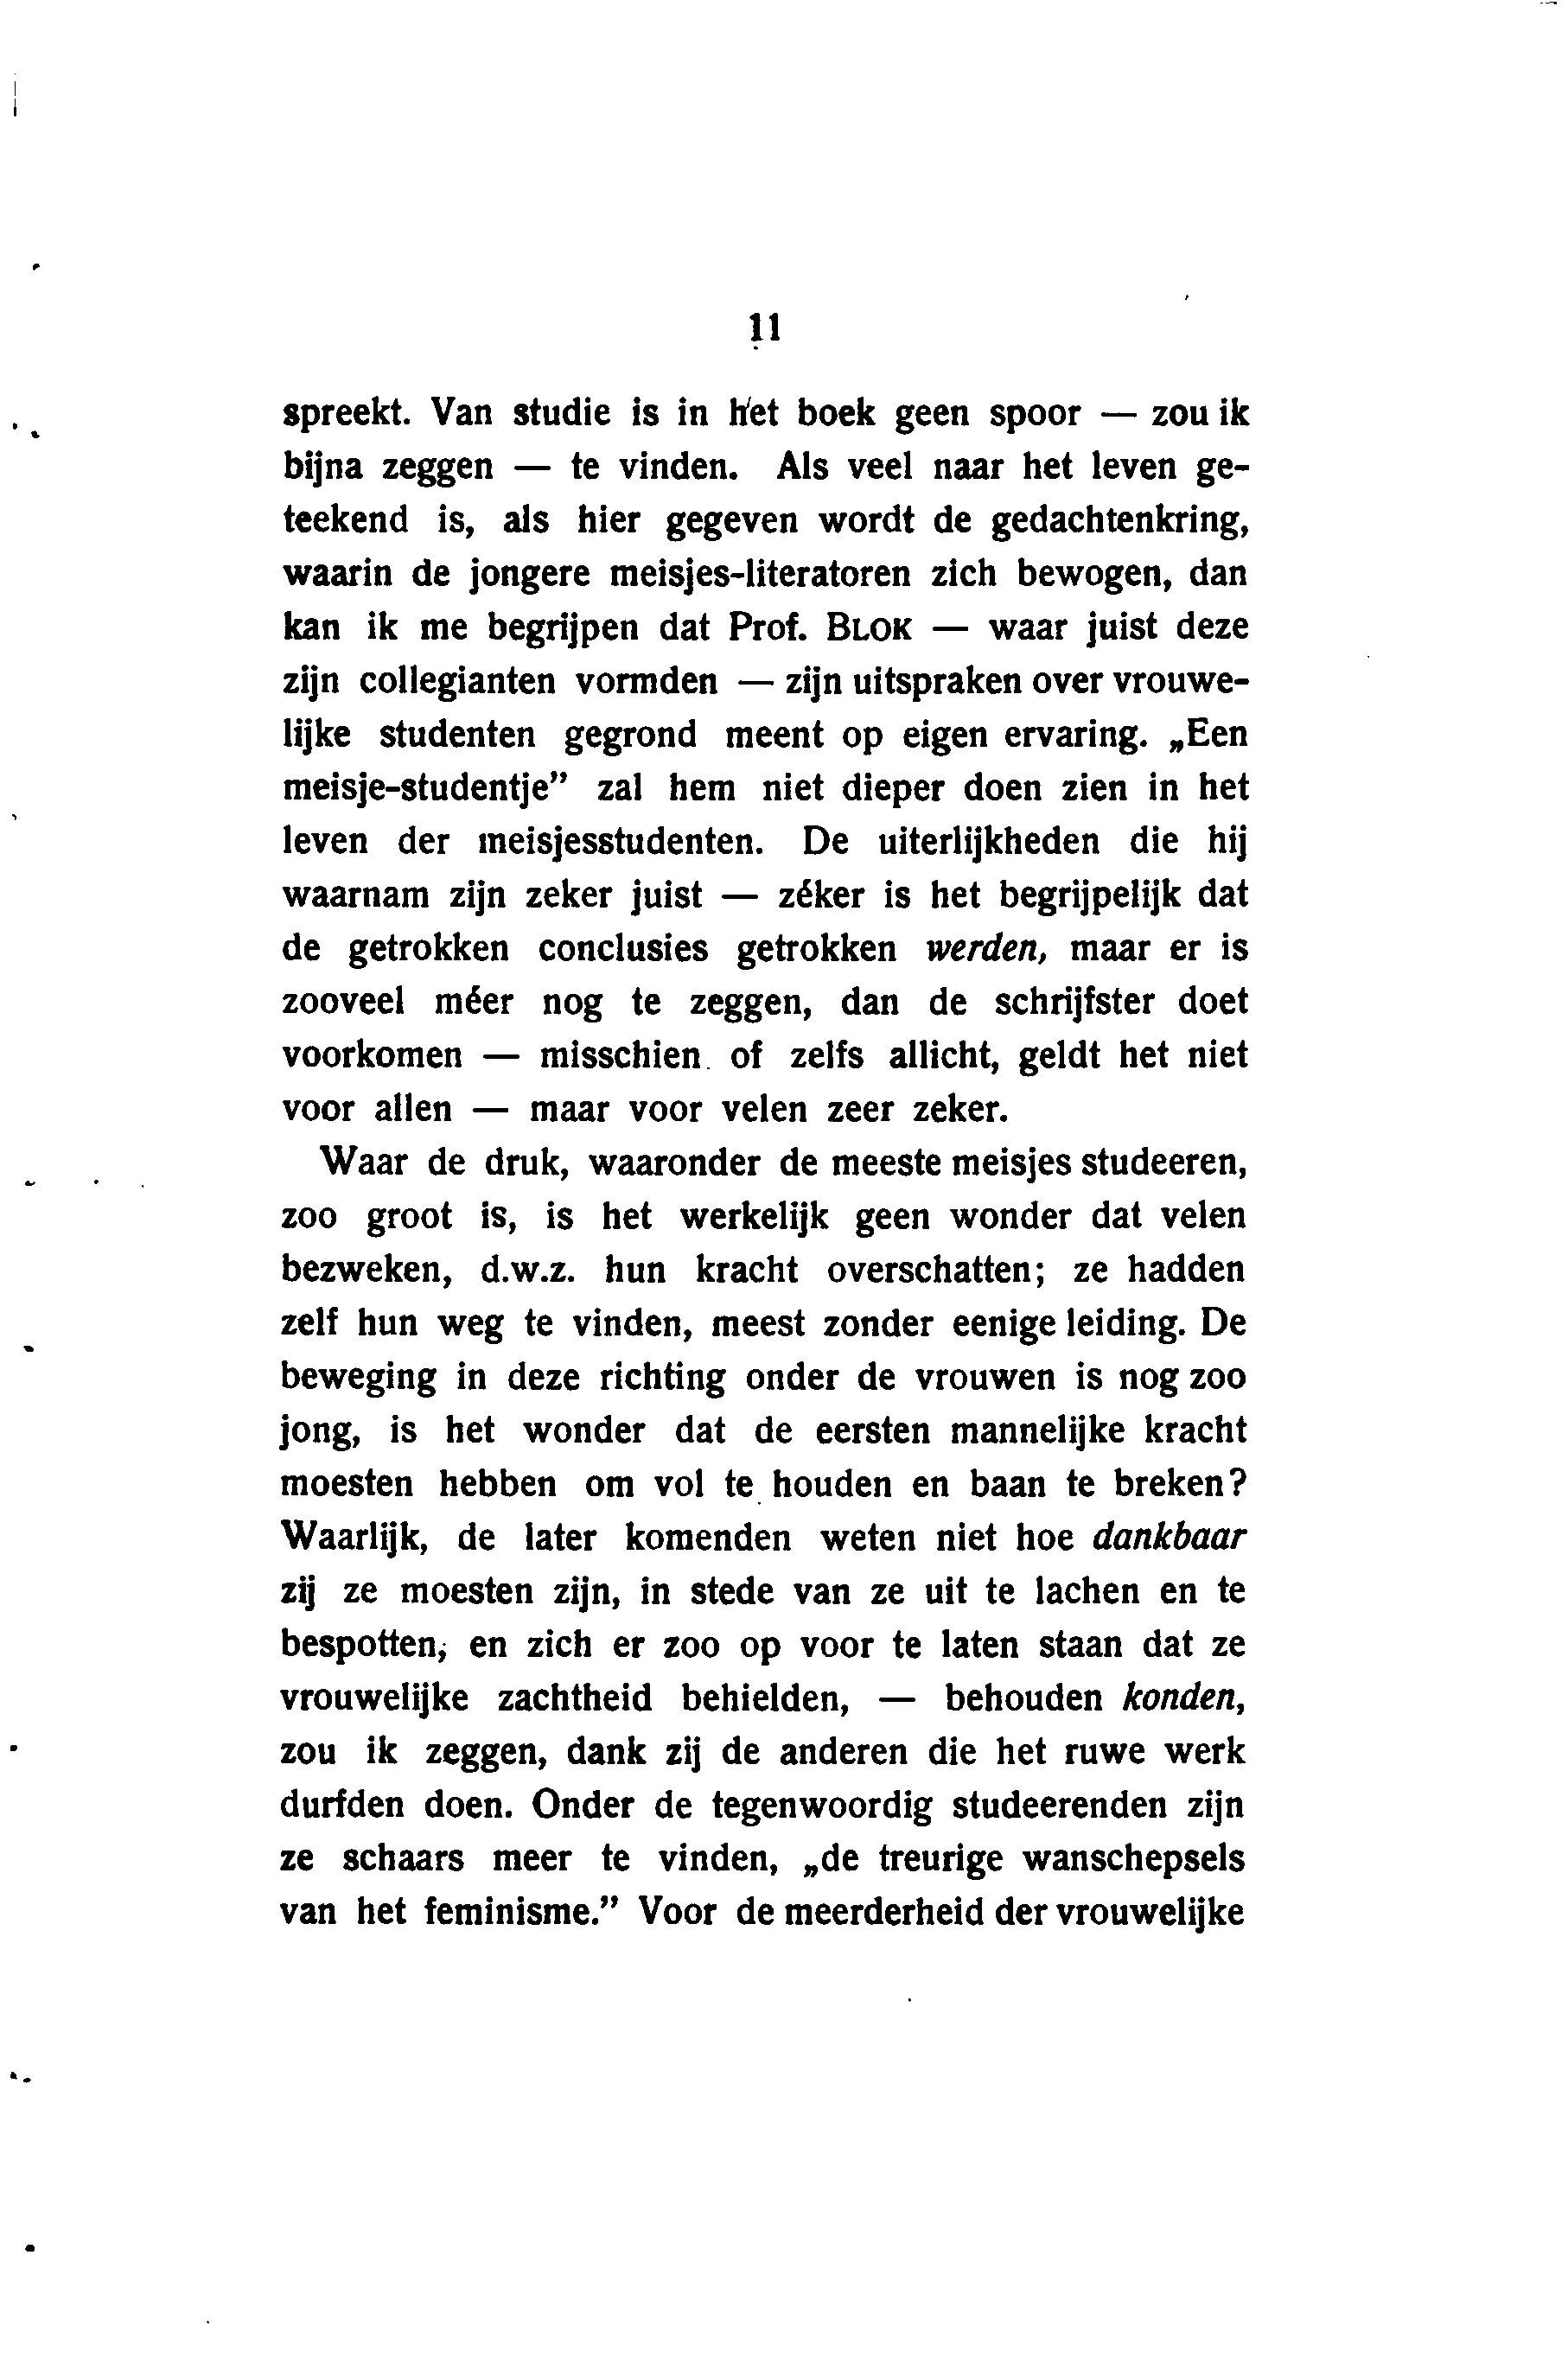 11
spreekt. Van studie is in het boek geen spoor — zou ik
bijna zeggen — te vinden. Als veel naar het leven ge-
teekend is, als hier gegeven wordt de gedachtenkring,
waarin de jongere meisjes-literatoren zich bewogen, dan
kan ik me begrijpen dat Prof. BLOK — waar juist deze
zijn collegianten vormden — zijn uitspraken over vrouwe-
lijke studenten gegrond meent op eigen ervaring. „Een
meisje-studentje” zal hem niet dieper doen zien in het
leven der meisjesstudenten. De uiterlijkheden die hij
waarnam zijn zeker juist — zéker is het begrijpelijk dat
de getrokken conclusies getrokken werden, maar er is
zooveel méer nog te zeggen, dan de schrijfster doet
voorkomen — misschien of zelfs allicht, geldt het niet
voor allen — maar voor velen zeer zeker.
Waar de druk, waaronder de meeste meisjes studeeren,
zoo groot is, is het werkelijk geen wonder dat velen
bezweken, d.w.z. hun kracht overschatten; ze hadden
zelf hun weg te vinden, meest zonder eenige leiding. De
beweging in deze richting onder de vrouwen is nog zoo
jong, is het wonder dat de eersten mannelijke kracht
moesten hebben om vol te houden en baan te breken?
Waarlijk, de later komenden weten niet hoe dankbaar
zij ze moesten zijn, in stede van ze uit te lachen en te
bespotten, en zich er zoo op voor te laten staan dat ze
vrouwelijke zachtheid behielden, — behouden konden,
zou ik zeggen, dank zij de anderen die het ruwe werk
durfden doen. Onder de tegenwoordig studeerenden zijn
ze schaars meer te vinden, „de treurige wanschepsels
van het feminisme.” Voor de meerderheid der vrouwelijke